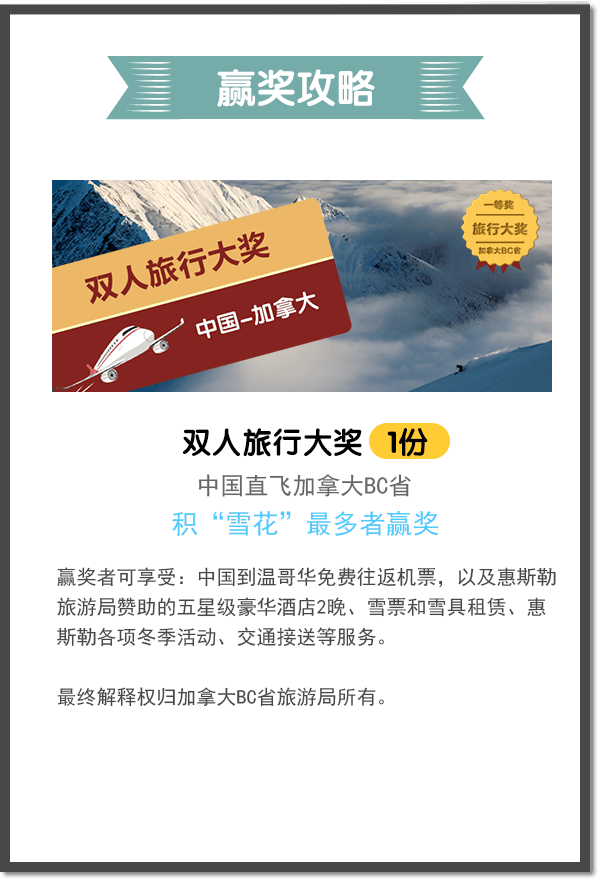 赢奖攻略
一等奖
旅行大奖
加拿大BC省
双人旅行大奖
中国-加拿大
双人旅行大奖 1份
中国直飞加拿大BC省
积“雪花”最多者赢奖
赢奖者可享受：中国到温哥华免费往返机票，以及惠斯勒
旅游局赞助的五星级豪华酒店2晚、雪票和雪具租赁、惠
斯勒各项冬季活动、交通接送等服务。
最终解释权归加拿大BC省旅游局所有。